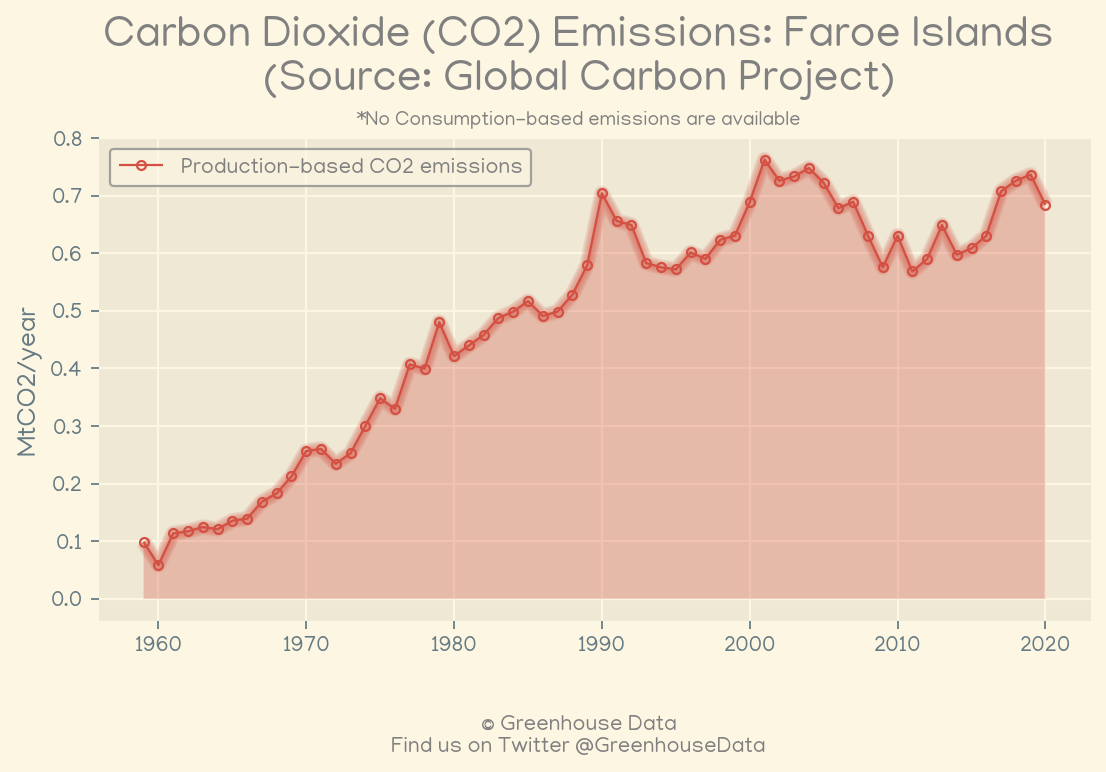 Carbon Dioxide (CO2) Emissions: Faroe Islands
(Source: Global Carbon Project)
*No Consumption-based emissions are available
Production-based CO2 emissions
MtCO2/year
0.8
0.7
0.6
0.5
0.4
0.3
0.2
0.1
0.0
1960 1970 1980 1990 2000 2010 2020
© Greenhouse Data
Find us on Twitter @GreenhouseData